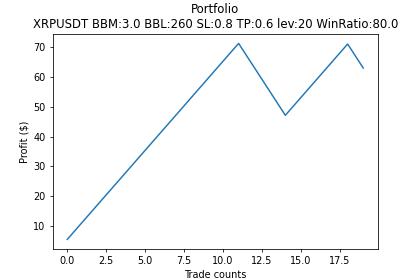 Portfolio
XRPUSDT BBM:3.0 BBL:260 SL:0.8 TP:0.6 lev:20 WinRatio:80.0
70
60
50
40
30
20
10
Profit ($)
0.0 2.5 5.0 7.5 10.0 12.5 15.0 17.5
Trade counts